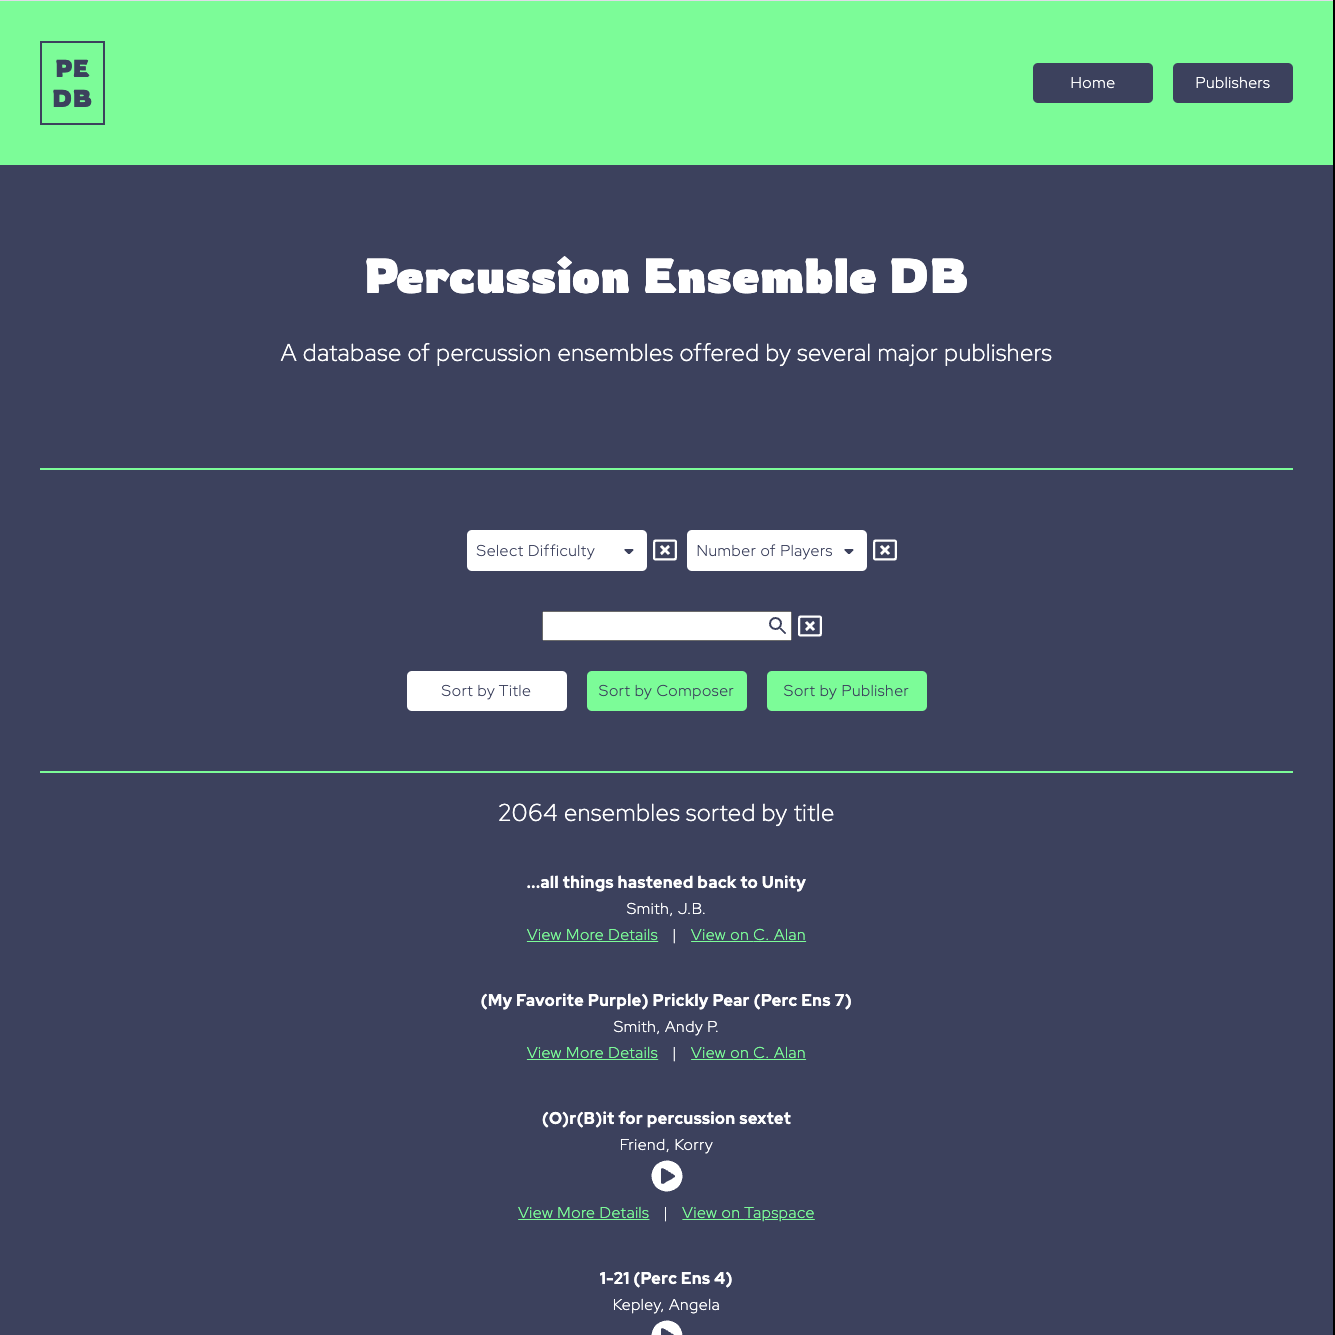 PE
DB
Home
Publishers
Percussion Ensemble DB
A database of percussion ensembles offered by several major publishers
Select Difficulty
Number of Players
Sort by Title
Sort by Composer
Sort by Publisher
2064 ensembles sorted by title
...all things hastened back to Unity
Smith, J.B.
View More Details | View on C. Alan
(My Favorite Purple) Prickly Pear (Perc Ens 7)
Smith, Andy P.
View More Details | View on C. Alan
(O)r(B)it for percussion sextet
Friend, Korry
View More Details | View on Tapspace
1-21 (Perc Ens 4)
Kepley, Angela